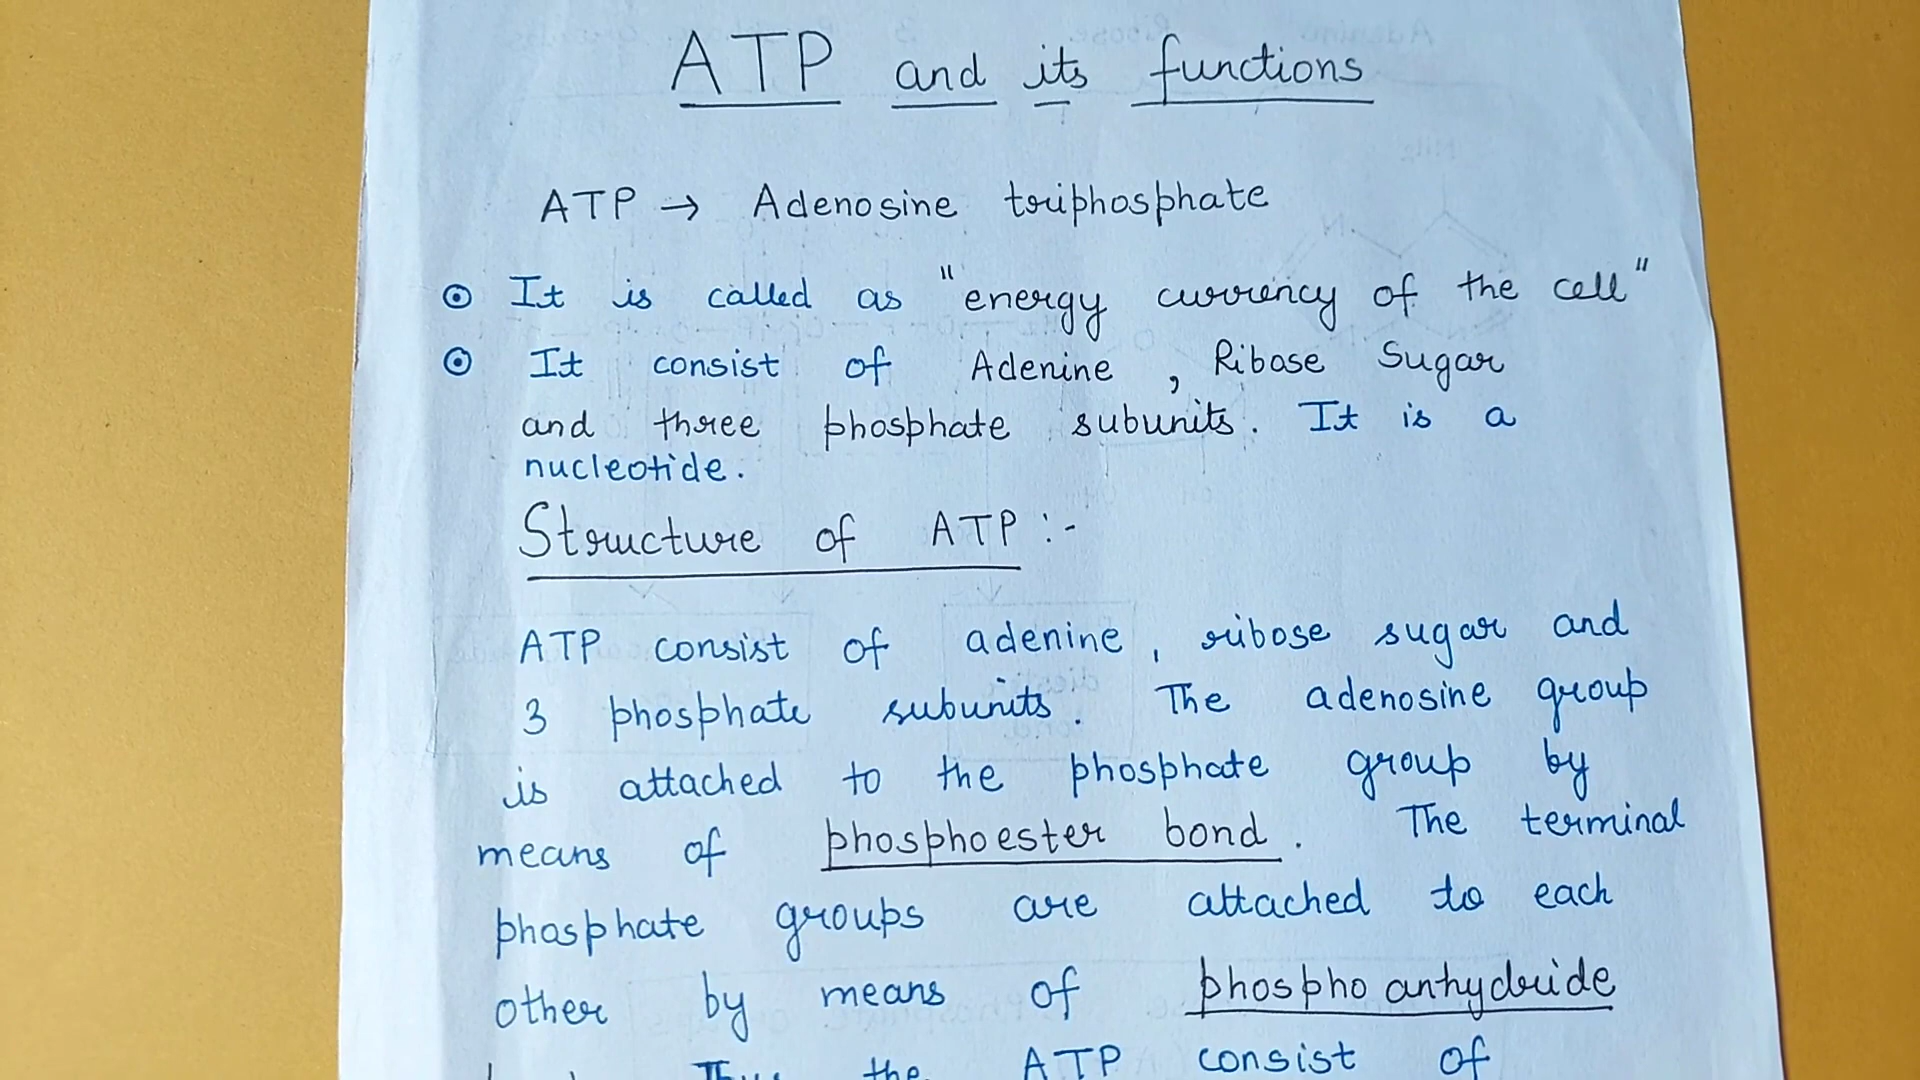 ATP and its functions
ATP → Adenosine triphosphate
⊙ It is called as "energy currency of the cell"
⊙ It consist of Adenine, Ribose Sugar
and three phosphate subunits. It is a
nucleotide.
Structure of ATP :-
ATP consist of adenine, ribose sugar and
3 phosphate subunits. The adenosine group
is attached to the phosphate group by
means of phosphoester bond. The terminal
phosphate groups are attached to each
other by means of phospho anhydride
the ATP consist of